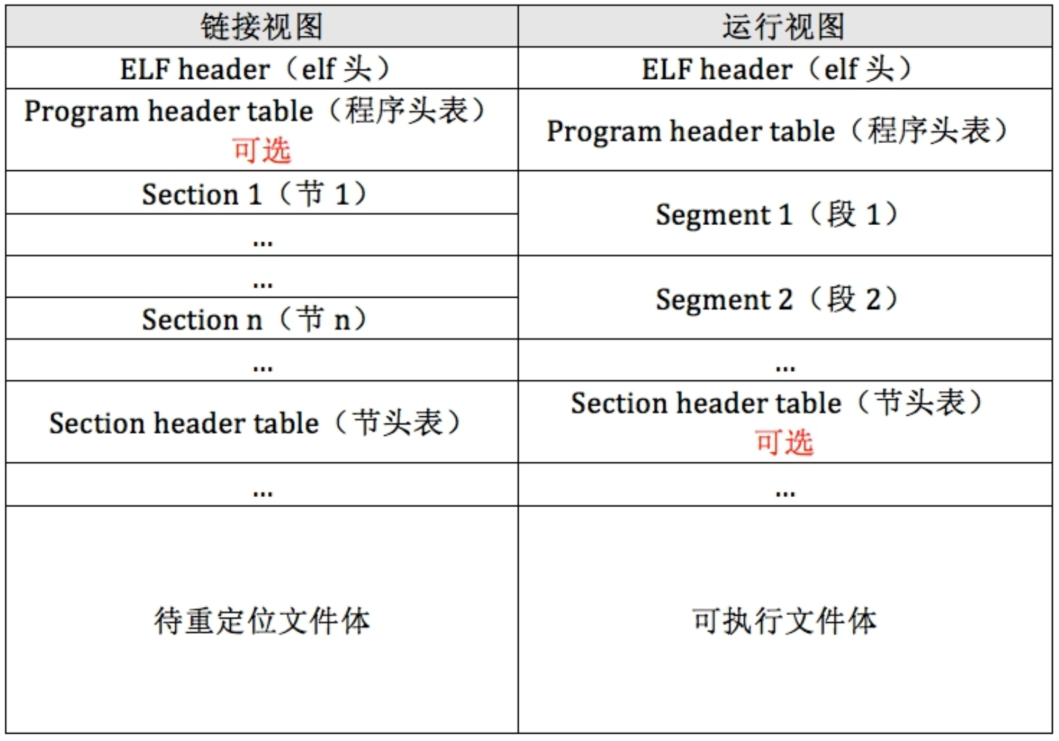 链接视图
运行视图
ELF header（elf 头）
ELF header（elf 头）
Program header table（程序头表）
可选
Program header table（程序头表）
Section 1（节 1）
...
Segment 1（段 1）
...
Section n（节 n）
Segment 2（段 2）
...
...
Section header table（节头表）
Section header table（节头表）
可选
...
...
待重定位文件体
可执行文件体